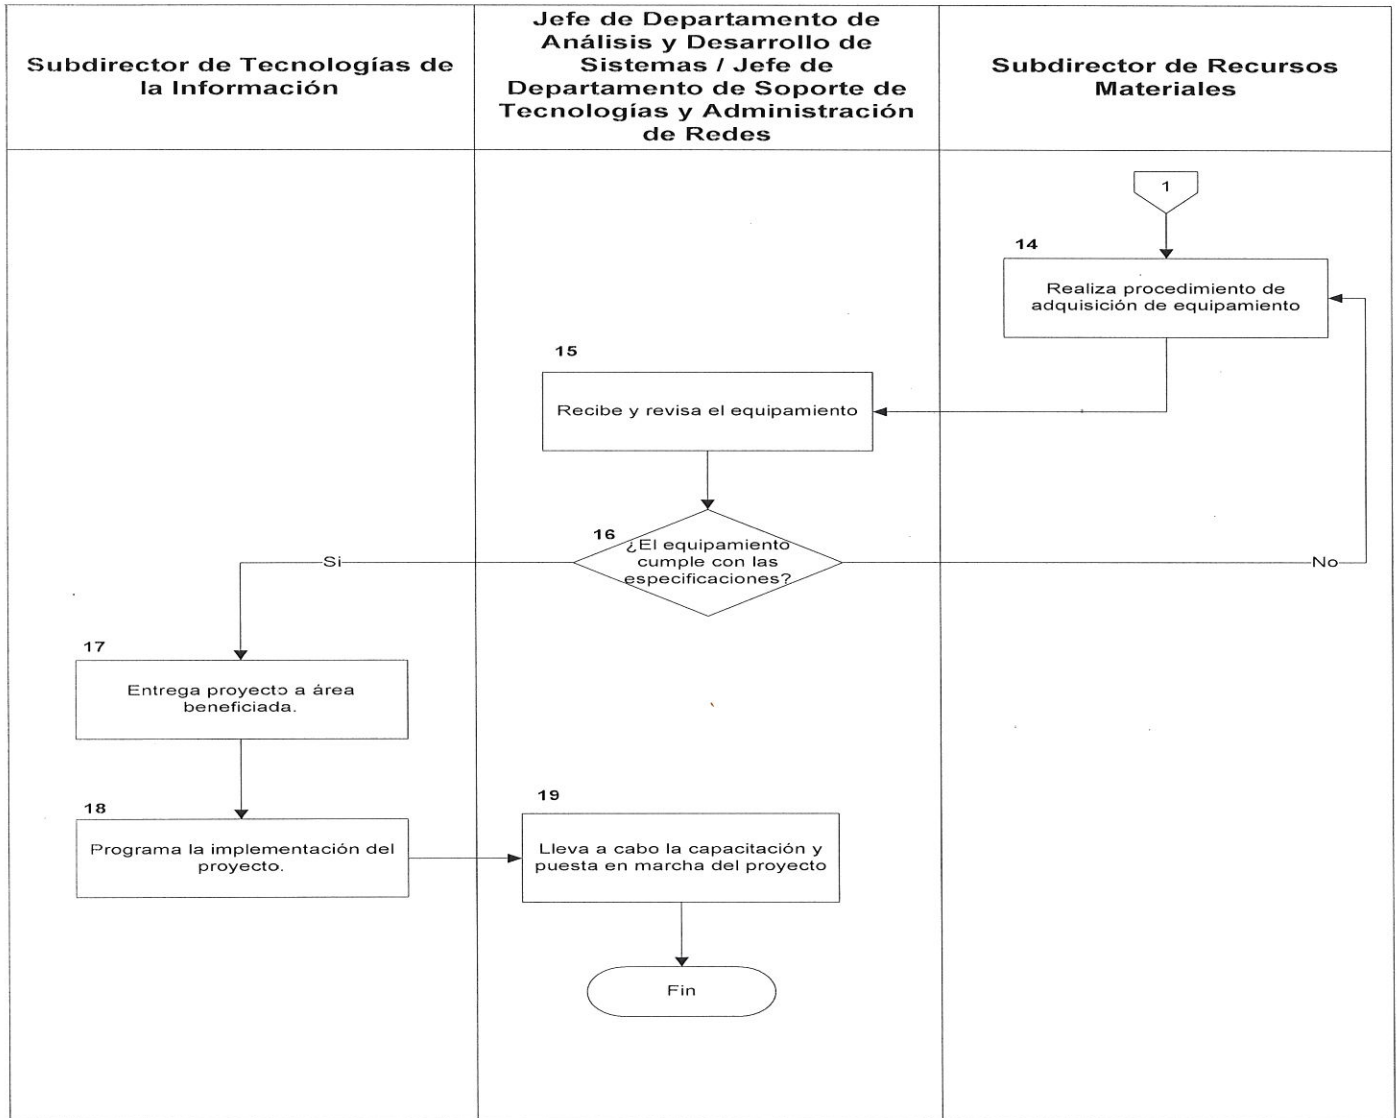 Subdirector de Tecnologías de
la Información
Jefe de Departamento de
Análisis y Desarrollo de
Sistemas / Jefe de
Departamento de Soporte de
Tecnologías y Administración
de Redes
Subdirector de Recursos
Materiales
1
14
Realiza procedimiento de
adquisición de equipamiento
15
Recibe y revisa el equipamiento
16
¿El equipamiento
cumple con las
especificaciones?
Si
No
17
Entrega proyecto a área
beneficiada.
18
Programa la implementación del
proyecto.
19
Lleva a cabo la capacitación y
puesta en marcha del proyecto
Fin